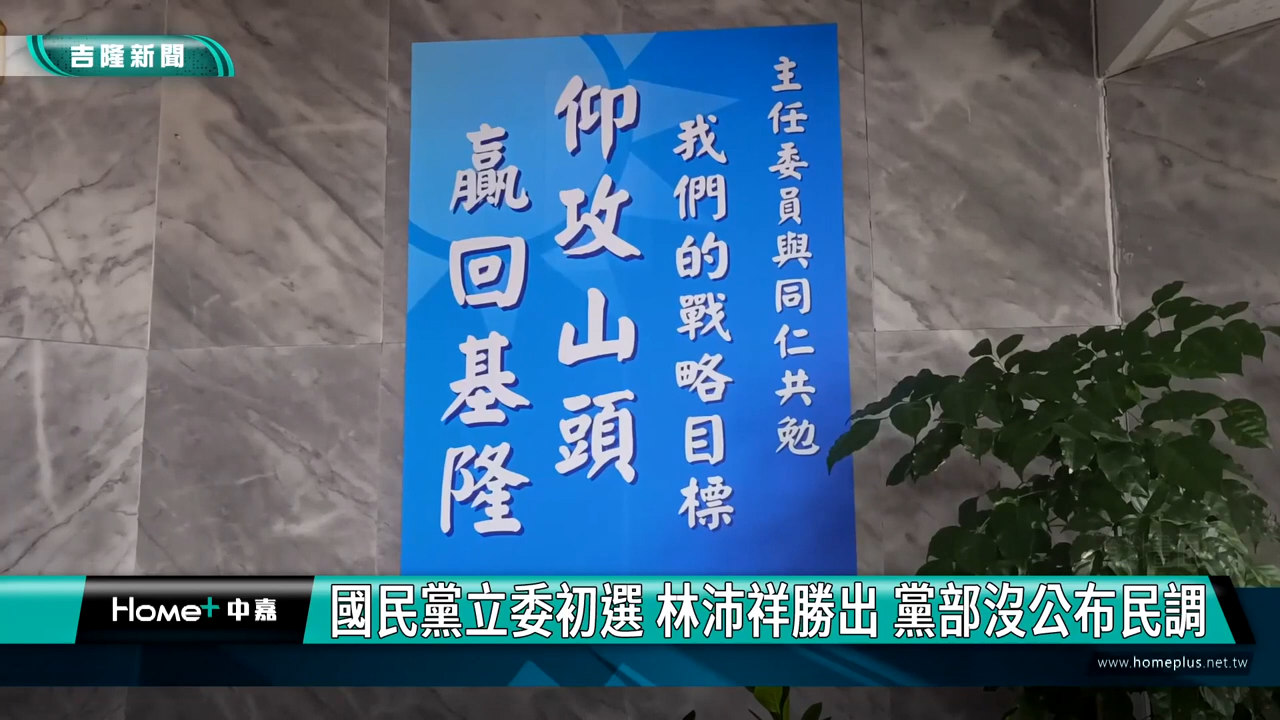 吉隆新聞
主任委員與同仁共勉
我們的戰略目標
仰攻山頭
贏回基隆
Home+中嘉
國民黨立委初選 林沛祥勝出 黨部沒公布民調
www.homeplus.net.tw